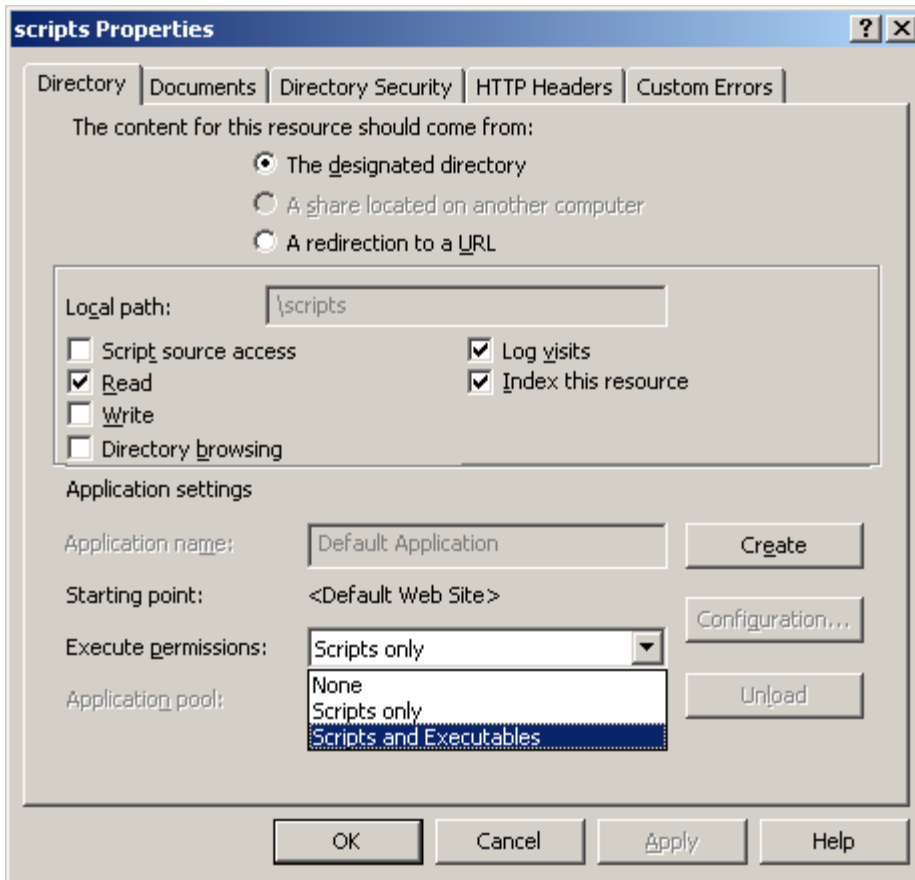 scripts Properties
Directory Documents Directory Security HTTP Headers Custom Errors
The content for this resource should come from:
The designated directory
A share located on another computer
A redirection to a URL
Local path: \scripts
Script source access Log visits
Read Index this resource
Write
Directory browsing
Application settings
Application name: Default Application Create
Starting point: <Default Web Site>
Configuration...
Execute permissions: Scripts only
None
Application pool: Unload
Scripts only
Scripts and Executables
OK Cancel Apply Help